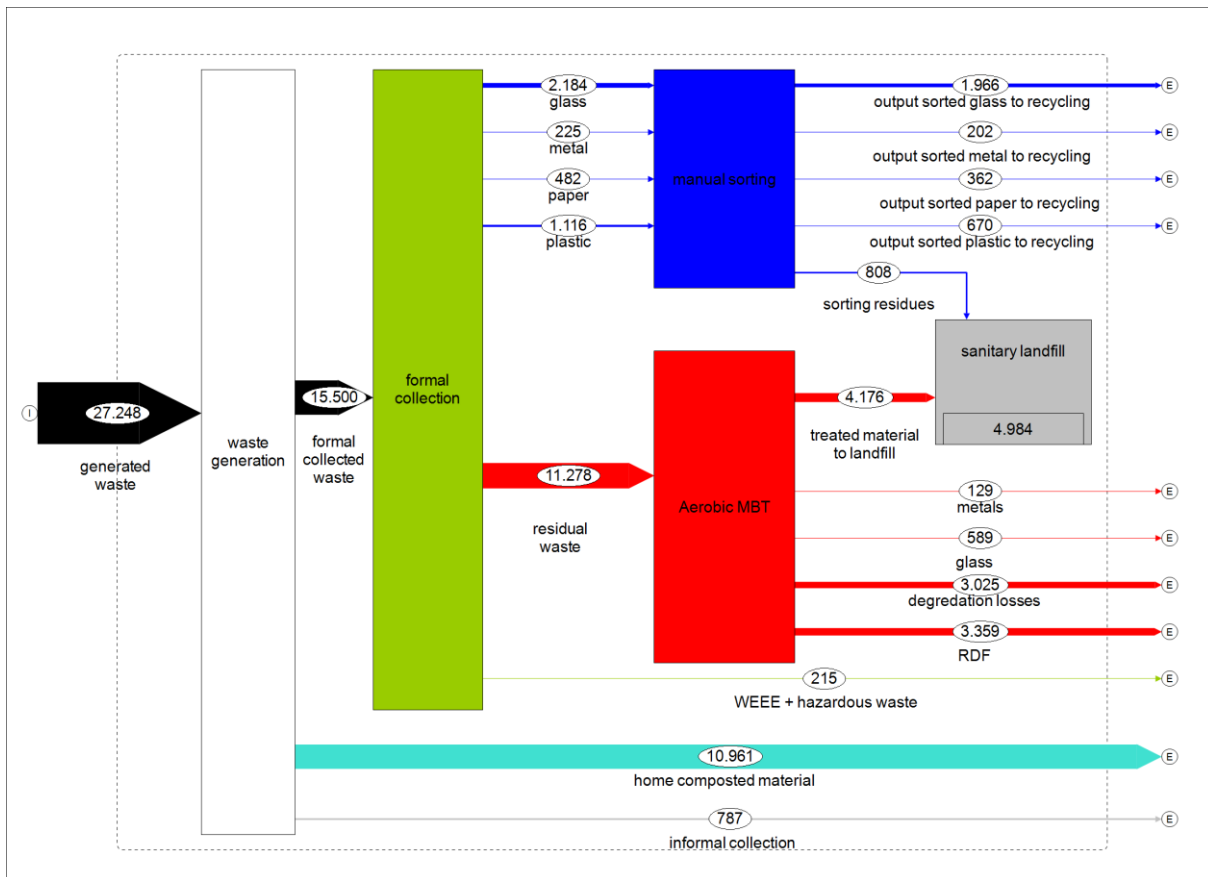 2.184
glass
225
metal
482
paper
1.116
plastic
manual sorting
1.966
E
output sorted glass to recycling
202
E
output sorted metal to recycling
362
E
output sorted paper to recycling
670
E
output sorted plastic to recycling
808
sorting residues
sanitary landfill
4.984
I
27.248
generated
waste
waste
generation
15.500
formal
collected
waste
formal
collection
11.278
residual
waste
Aerobic MBT
4.176
treated material
to landfill
129
E
metals
589
E
glass
3.025
E
degredation losses
3.359
E
RDF
215
E
WEEE + hazardous waste
10.961
E
home composted material
787
E
informal collection